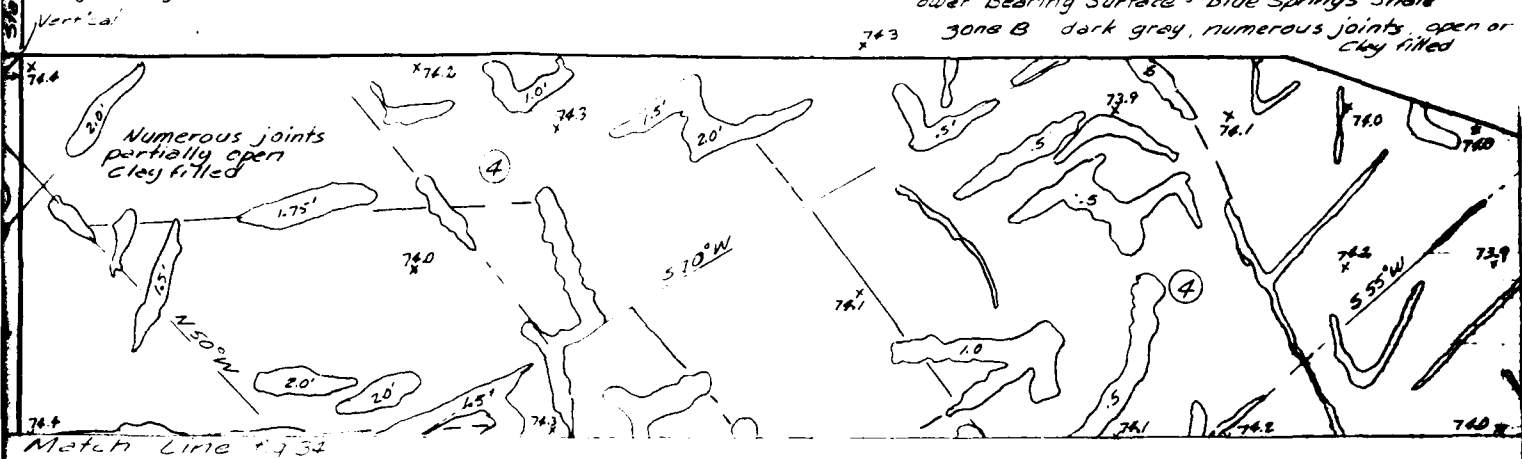 Bearing Surface - Blue Springs Shale
Vertical
Zone B dark gray, numerous joints, open or
Clay filled
74.3
74.4
74.2
1.0'
74.3
1.5'
2.0'
.5'
.5
73.9
74.1
74.0
74.0
2.0'
Numerous joints
partially open
Clay filled
4
.5
1.75'
.5
74.0
S 70° W
74.1
4
74.2
73.9
S 55° W
N 50° W
1.0
2.0'
2.0'
.5
74.4
74.3
74.1
74.2
74.0
Match Line